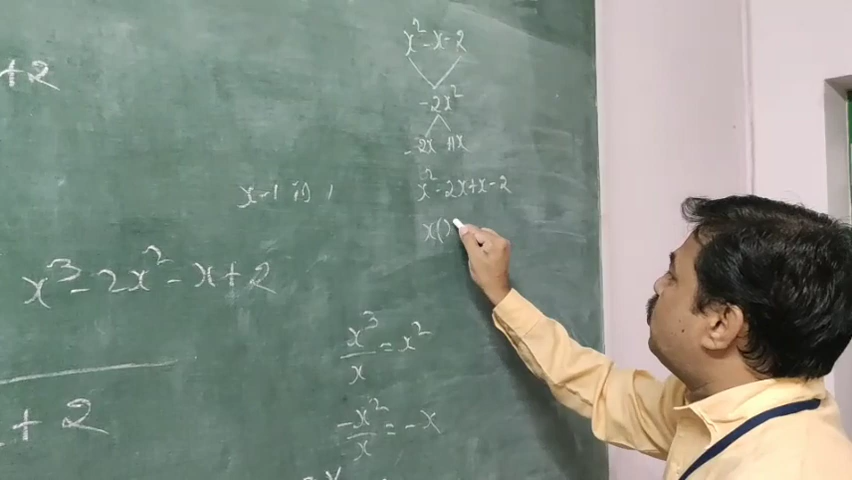 +2
x² - x - 2
- 2x²
- 2x +1x
x² - 2x + x - 2
x - 1 is 1
x()
x³ - 2x² - x + 2
x³/x = x²
+ 2
-x²/x = - x